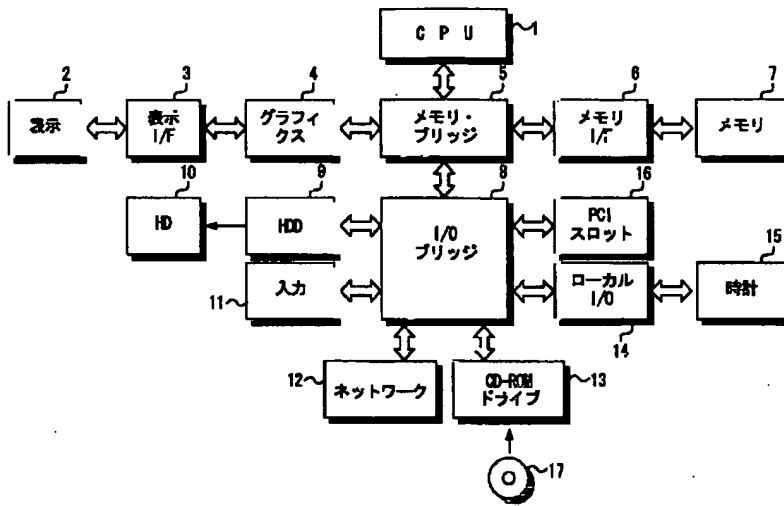 CPU
1
2
3
4
5
6
7
表示
表示
I/F
グラフィ
クス
メモリ・
ブリッジ
メモリ
I/F
メモリ
10
9
8
16
HD
HDD
I/O
ブリッジ
PCI
スロット
15
11
入力
ローカル
I/O
時計
14
12
ネットワーク
CD-ROM
ドライブ
13
17